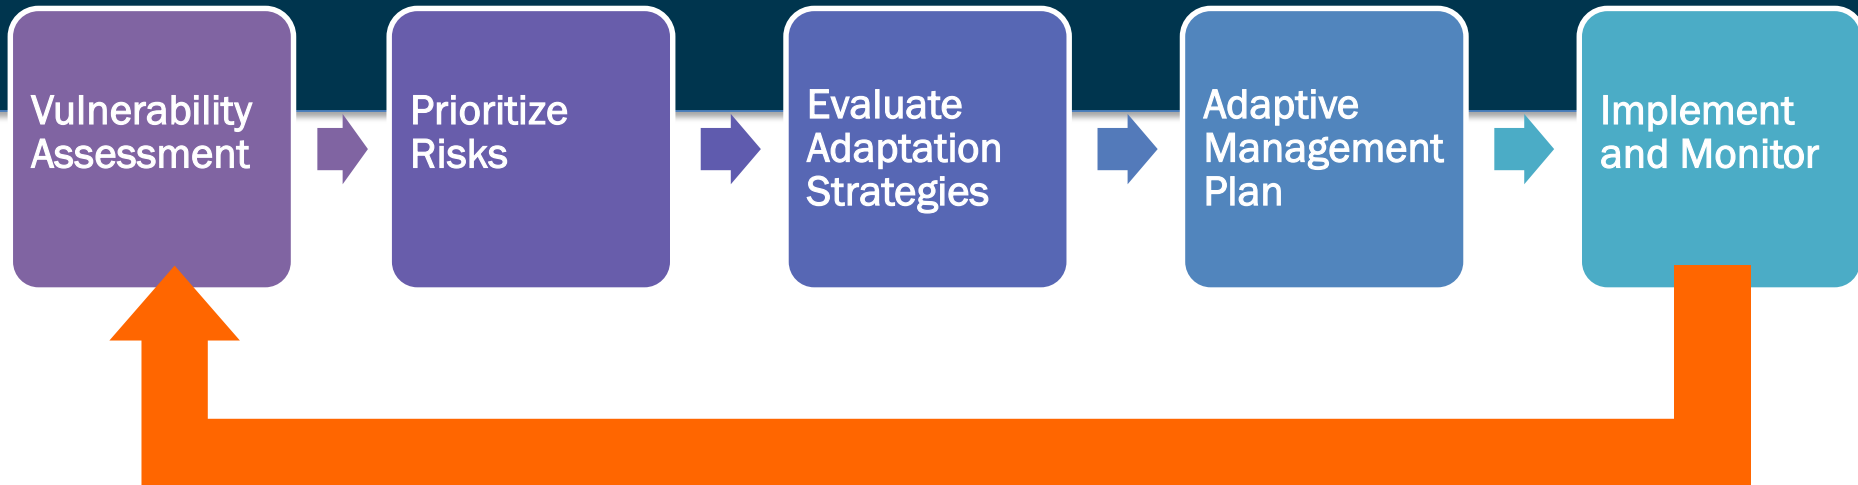 Vulnerability
Assessment
Prioritize
Risks
Evaluate
Adaptation
Strategies
Adaptive
Management
Plan
Implement
and Monitor